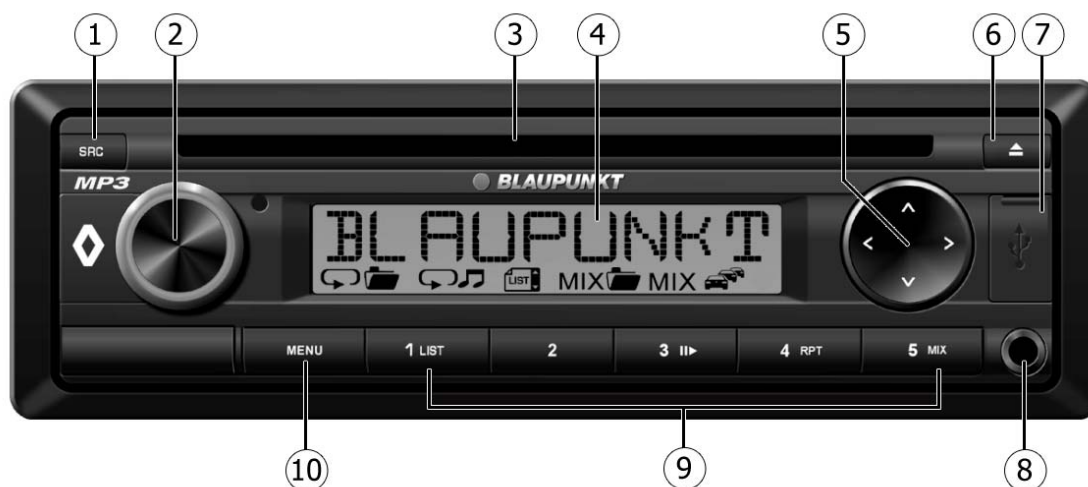 1 2 3 4 5 6 7
SRC
MP3 BLAUPUNKT
BLAUPUNKT
LIST MIX MIX
MENU 1 LIST 2 3 4 RPT 5 MIX
10 9 8